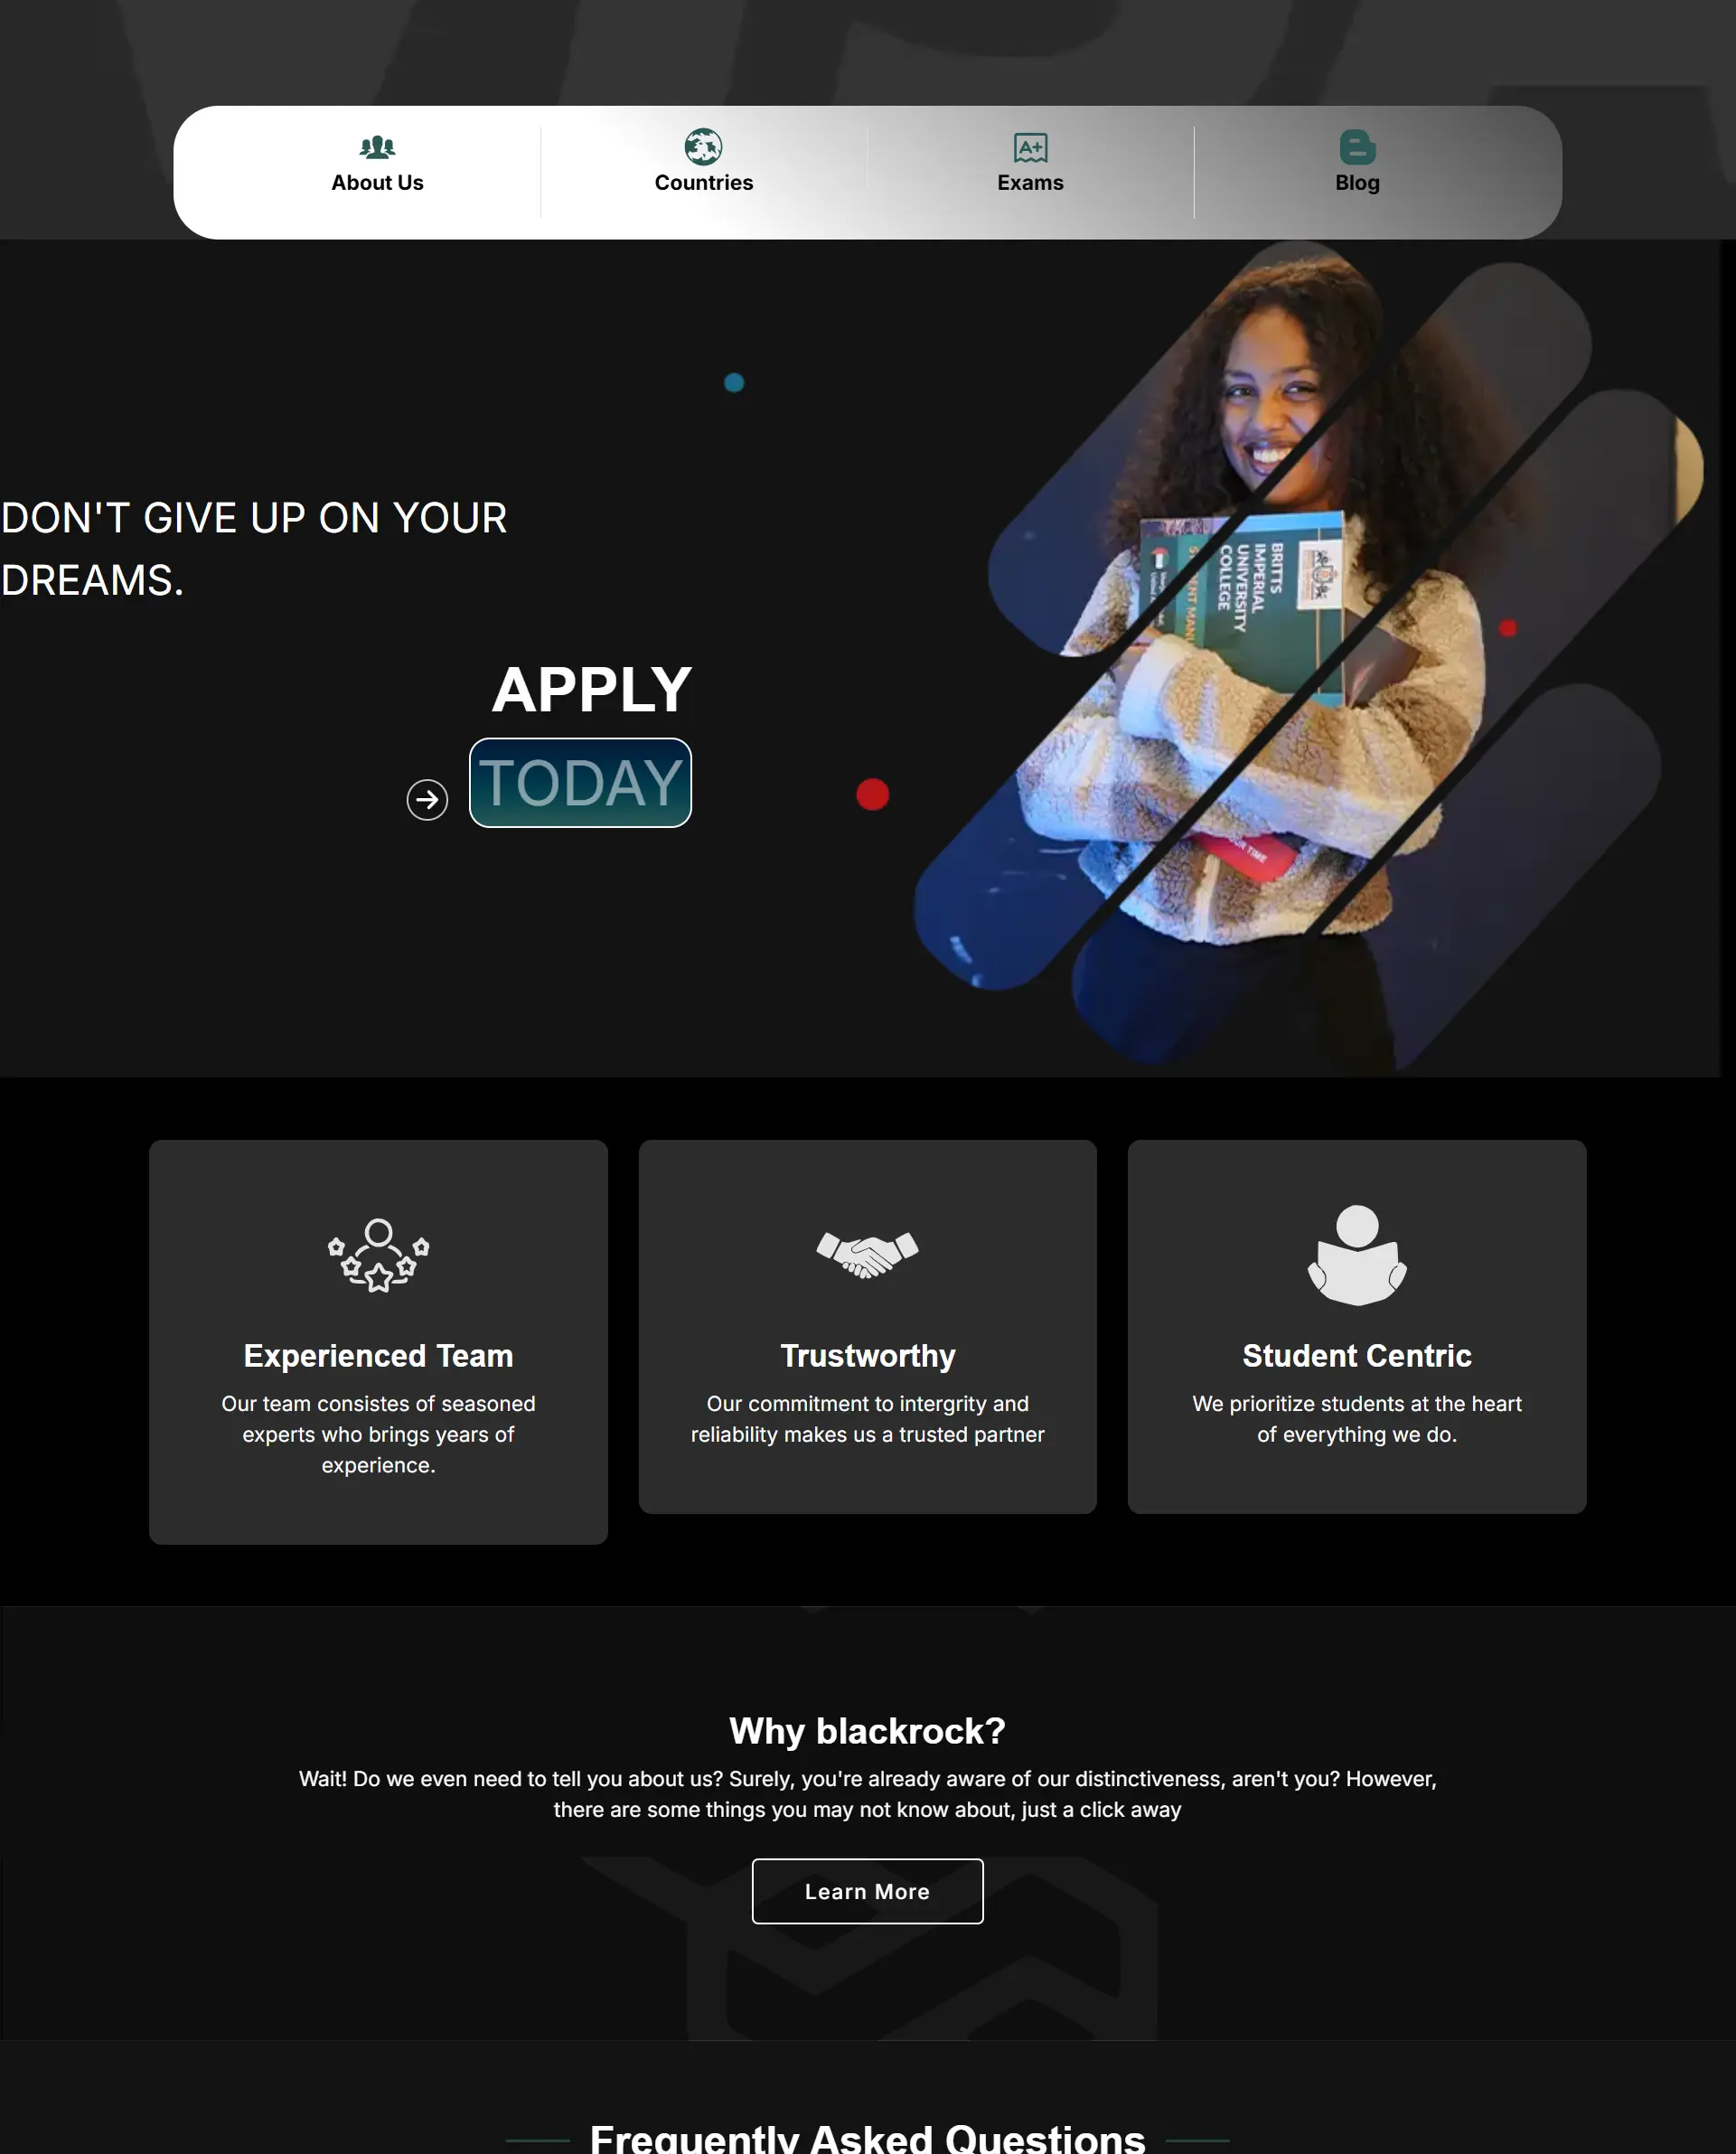 About Us
Countries
Exams
Blog
DON'T GIVE UP ON YOUR
DREAMS.
APPLY
TODAY
BRITTS
IMPERIAL
UNIVERSITY
COLLEGE
Experienced Team
Our team consistes of seasoned
experts who brings years of
experience.
Trustworthy
Our commitment to intergrity and
reliability makes us a trusted partner
Student Centric
We prioritize students at the heart
of everything we do.
Why blackrock?
Wait! Do we even need to tell you about us? Surely, you're already aware of our distinctiveness, aren't you? However,
there are some things you may not know about, just a click away
Learn More
Frequently Asked Questions